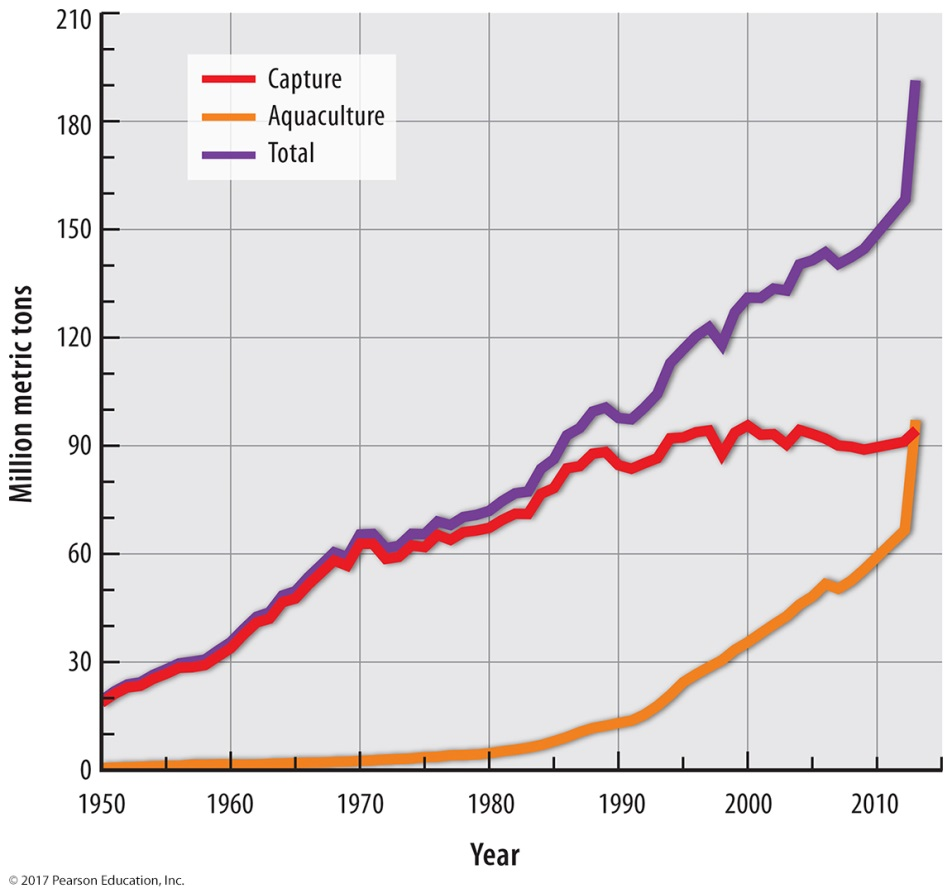 210
180
150
120
90
60
30
0
Million metric tons
Capture
Aquaculture
Total
1950 1960 1970 1980 1990 2000 2010
Year
© 2017 Pearson Education, Inc.